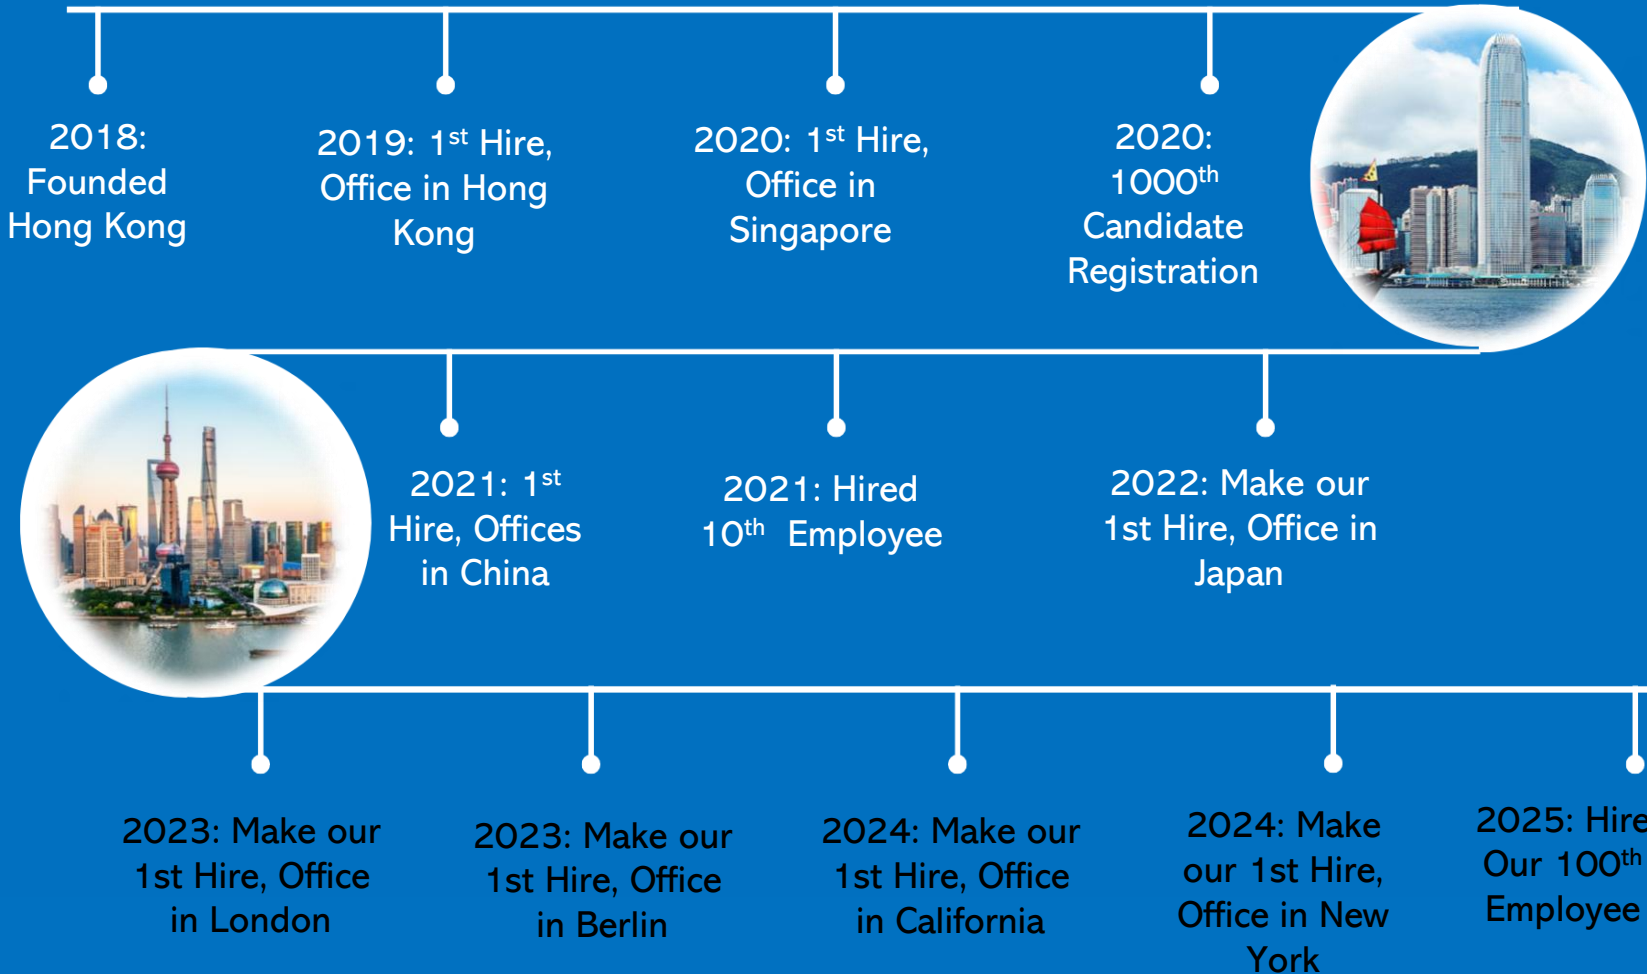 2018:
Founded
Hong Kong
2019: 1st Hire,
Office in Hong
Kong
2020: 1st Hire,
Office in
Singapore
2020:
1000th
Candidate
Registration
2021: 1st
Hire, Offices
in China
2021: Hired
10th Employee
2022: Make our
1st Hire, Office in
Japan
2023: Make our
1st Hire, Office
in London
2023: Make our
1st Hire, Office
in Berlin
2024: Make our
1st Hire, Office
in California
2024: Make
our 1st Hire,
Office in New
York
2025: Hire
Our 100th
Employee